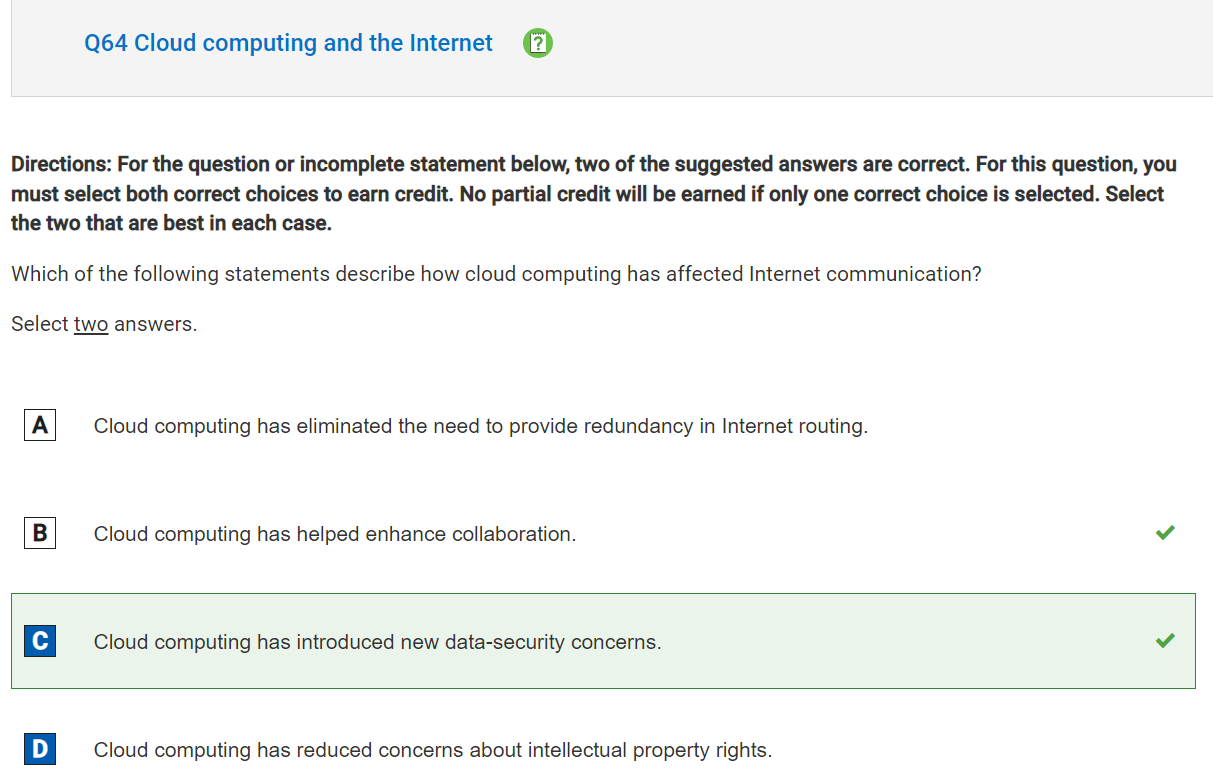 Q64 Cloud computing and the Internet ?
Directions: For the question or incomplete statement below, two of the suggested answers are correct. For this question, you
must select both correct choices to earn credit. No partial credit will be earned if only one correct choice is selected. Select
the two that are best in each case.
Which of the following statements describe how cloud computing has affected Internet communication?
Select two answers.
A Cloud computing has eliminated the need to provide redundancy in Internet routing.
B Cloud computing has helped enhance collaboration.
C Cloud computing has introduced new data-security concerns.
D Cloud computing has reduced concerns about intellectual property rights.